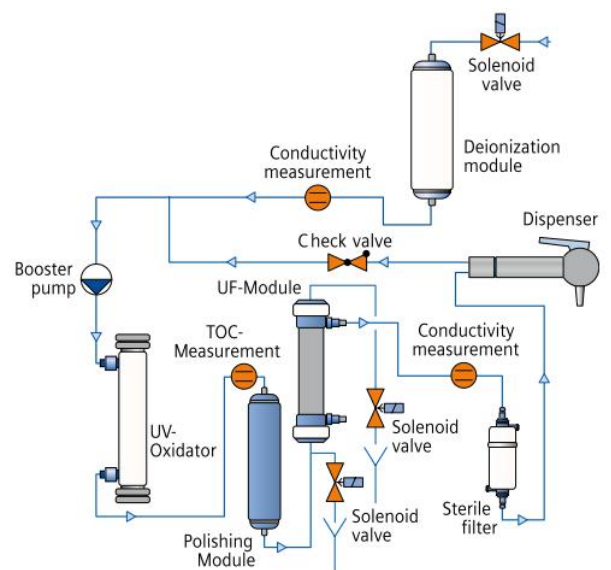 Solenoid
valve
Deionization
module
Conductivity
measurement
Dispenser
Check valve
Booster
pump
UF-Module
TOC-
Measurement
Conductivity
measurement
UV-
Oxidator
Solenoid
valve
Solenoid
valve
Sterile
filter
Polishing
Module